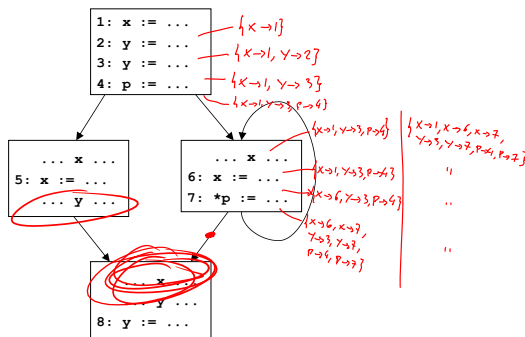 1: x := ...
2: y := ...
3: y := ...
4: p := ...
{x→1}
{x→1, y→2}
{x→1, y→3}
{x→1, y→3, p→4}
... x ...
5: x := ...
... y ...
... x ...
6: x := ...
7: *p := ...
{x→1, y→3, p→4}
{x→1, y→3, p→4}
{x→6, y→3, p→4}
{x→6, x→7,
y→3, y→7,
p→4, p→7}
{x→1, x→6, x→7,
y→3, y→7, p→4, p→7}
"
"
"
... x ...
... y ...
8: y := ...